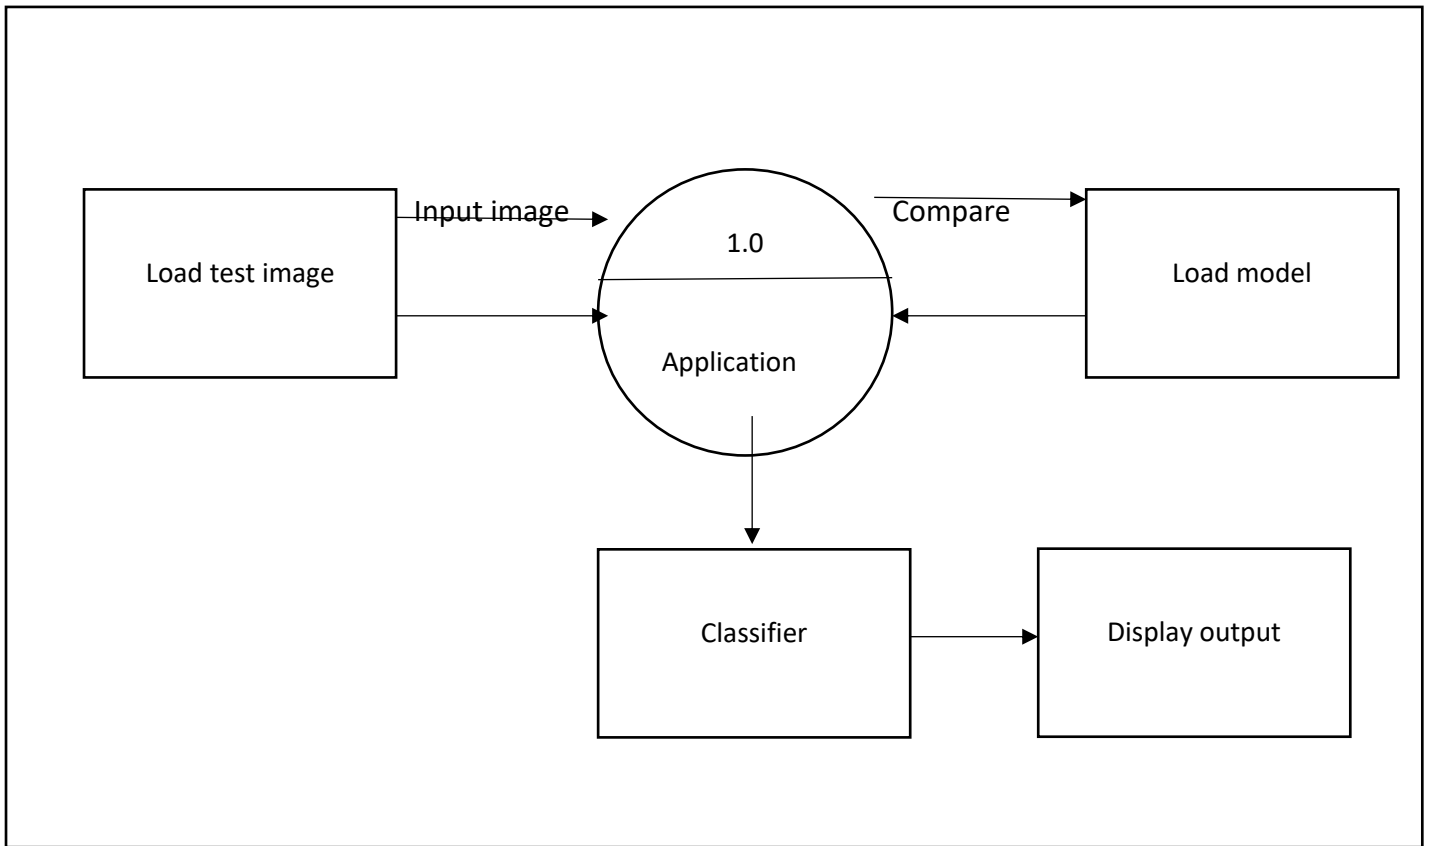 Input image
Compare
1.0
Load test image
Load model
Application
Classifier
Display output